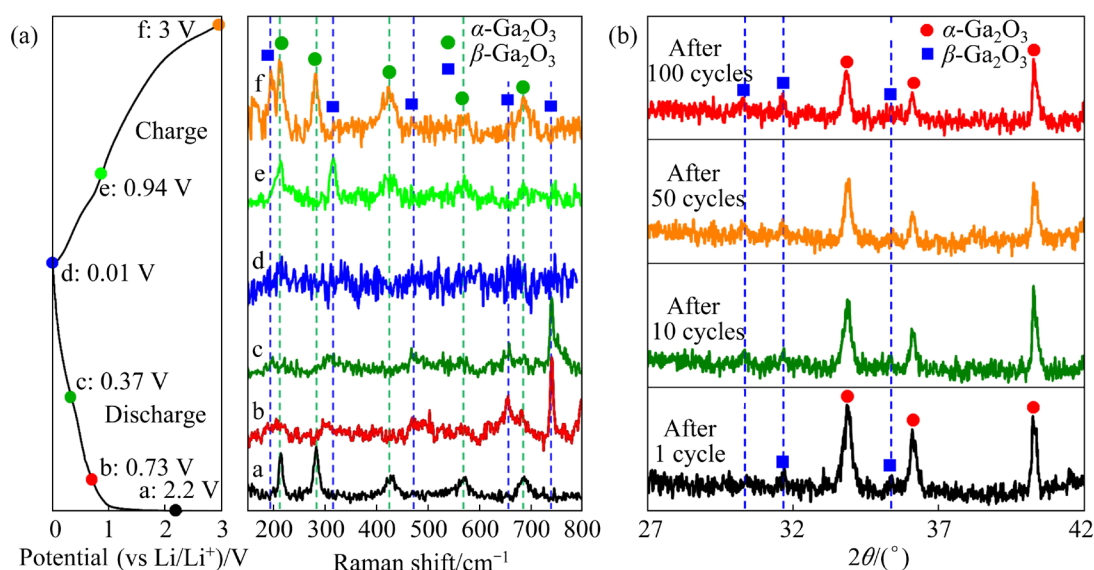 (a)
f: 3 V
Charge
e: 0.94 V
d: 0.01 V
c: 0.37 V
Discharge
b: 0.73 V
a: 2.2 V
0 1 2 3
Potential (vs Li/Li⁺)/V
α-Ga₂O₃
β-Ga₂O₃
f
e
d
c
b
a
200 300 400 500 600 700 800
Raman shift/cm⁻¹
(b)
α-Ga₂O₃
β-Ga₂O₃
After
100 cycles
After
50 cycles
After
10 cycles
After
1 cycle
27 32 37 42
2θ/(°)